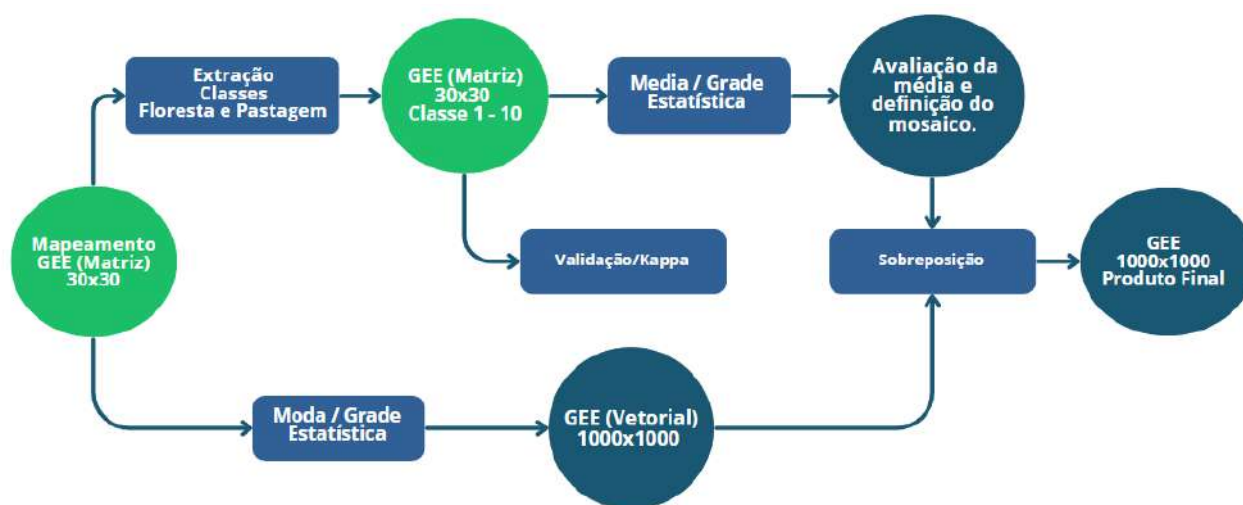 Extração
Classes
Floresta e Pastagem
GEE (Matriz)
30x30
Classe 1 - 10
Media / Grade
Estatística
Avaliação da
média e
definição do
mosaico.
Mapeamento
GEE (Matriz)
30x30
Validação/Kappa
Sobreposição
GEE
1000x1000
Produto Final
Moda / Grade
Estatística
GEE (Vetorial)
1000x1000